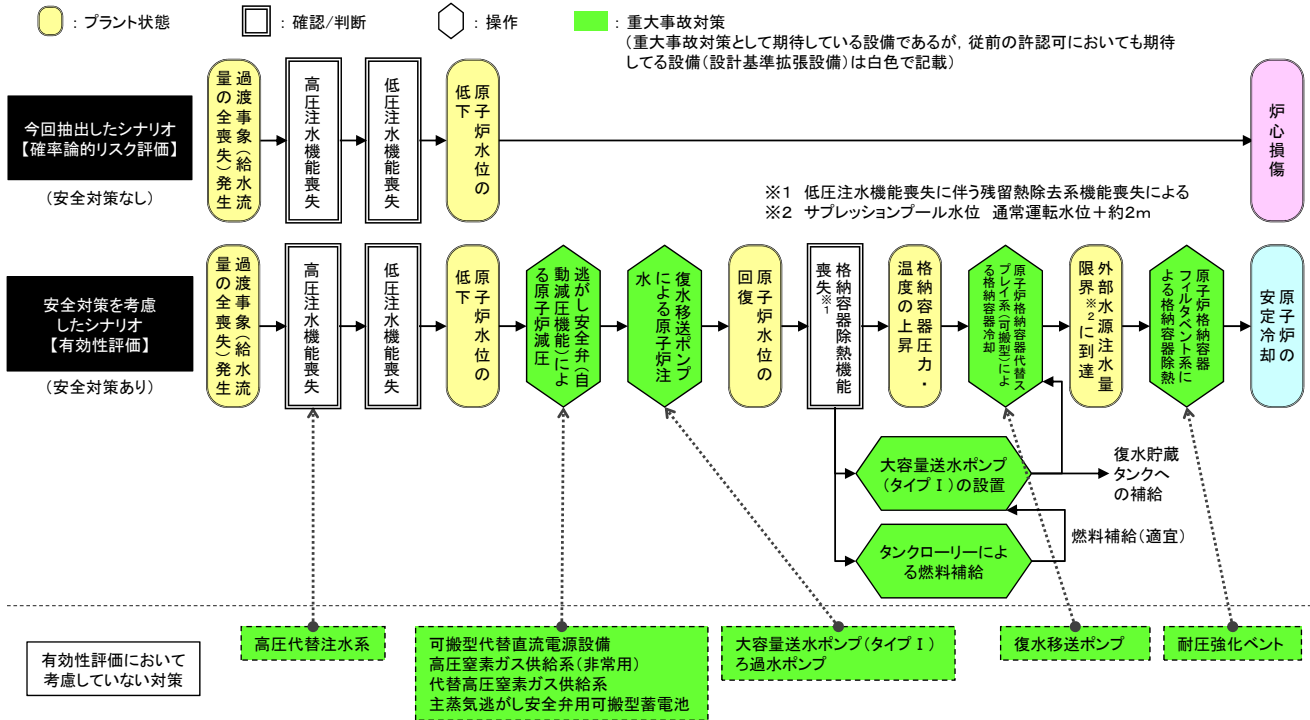 ：プラント状態
：確認/判断
：操作
：重大事故対策
（重大事故対策として期待している設備であるが，従前の許認可においても期待
してる設備（設計基準拡張設備）は白色で記載）
今回抽出したシナリオ
【確率論的リスク評価】
（安全対策なし）
過渡事象（給水流
量の全喪失）発生
高圧注水機能喪失
低圧注水機能喪失
原子炉水位の
低下
炉心損傷
※１　低圧注水機能喪失に伴う残留熱除去系機能喪失による
※２　サプレッションプール水位　通常運転水位＋約２ｍ
安全対策を考慮
したシナリオ
【有効性評価】
（安全対策あり）
過渡事象（給水流
量の全喪失）発生
高圧注水機能喪失
低圧注水機能喪失
原子炉水位の
低下
逃がし安全弁（自
動減圧機能）によ
る原子炉減圧
復水移送ポンプ
による原子炉注
水
原子炉水位の
回復
格納容器除熱機能
喪失※１
格納容器圧力・
温度の上昇
原子炉格納容器代替ス
プレイ系（可搬型）によ
る格納容器冷却
外部水源注水量
限界※２に到達
原子炉格納容器
フィルタベント系に
よる格納容器除熱
原子炉の
安定冷却
大容量送水ポンプ
（タイプⅠ）の設置
復水貯蔵
タンクへ
の補給
燃料補給（適宜）
タンクローリーによ
る燃料補給
有効性評価において
考慮していない対策
高圧代替注水系
可搬型代替直流電源設備
高圧窒素ガス供給系（非常用）
代替高圧窒素ガス供給系
主蒸気逃がし安全弁用可搬型蓄電池
大容量送水ポンプ（タイプⅠ）
ろ過水ポンプ
復水移送ポンプ
耐圧強化ベント